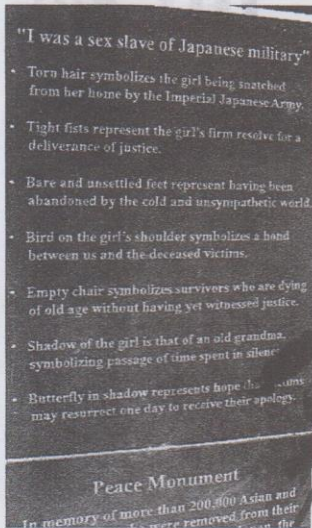 "I was a sex slave of Japanese military"
• Torn hair symbolizes the girl being snatched
from her home by the Imperial Japanese Army.
• Tight fists represent the girl's firm resolve for a
deliverance of justice.
• Bare and unsettled feet represent having been
abandoned by the cold and unsympathetic world.
• Bird on the girl's shoulder symbolizes a bond
between us and the deceased victims.
• Empty chair symbolizes survivors who are dying
of old age without having yet witnessed justice.
• Shadow of the girl is that of an old grandma,
symbolizing passage of time spent in silence
• Butterfly in shadow represents hope
may resurrect one day to receive their apology.
Peace Monument
In memory of more than 200,000 Asian and
were removed from their